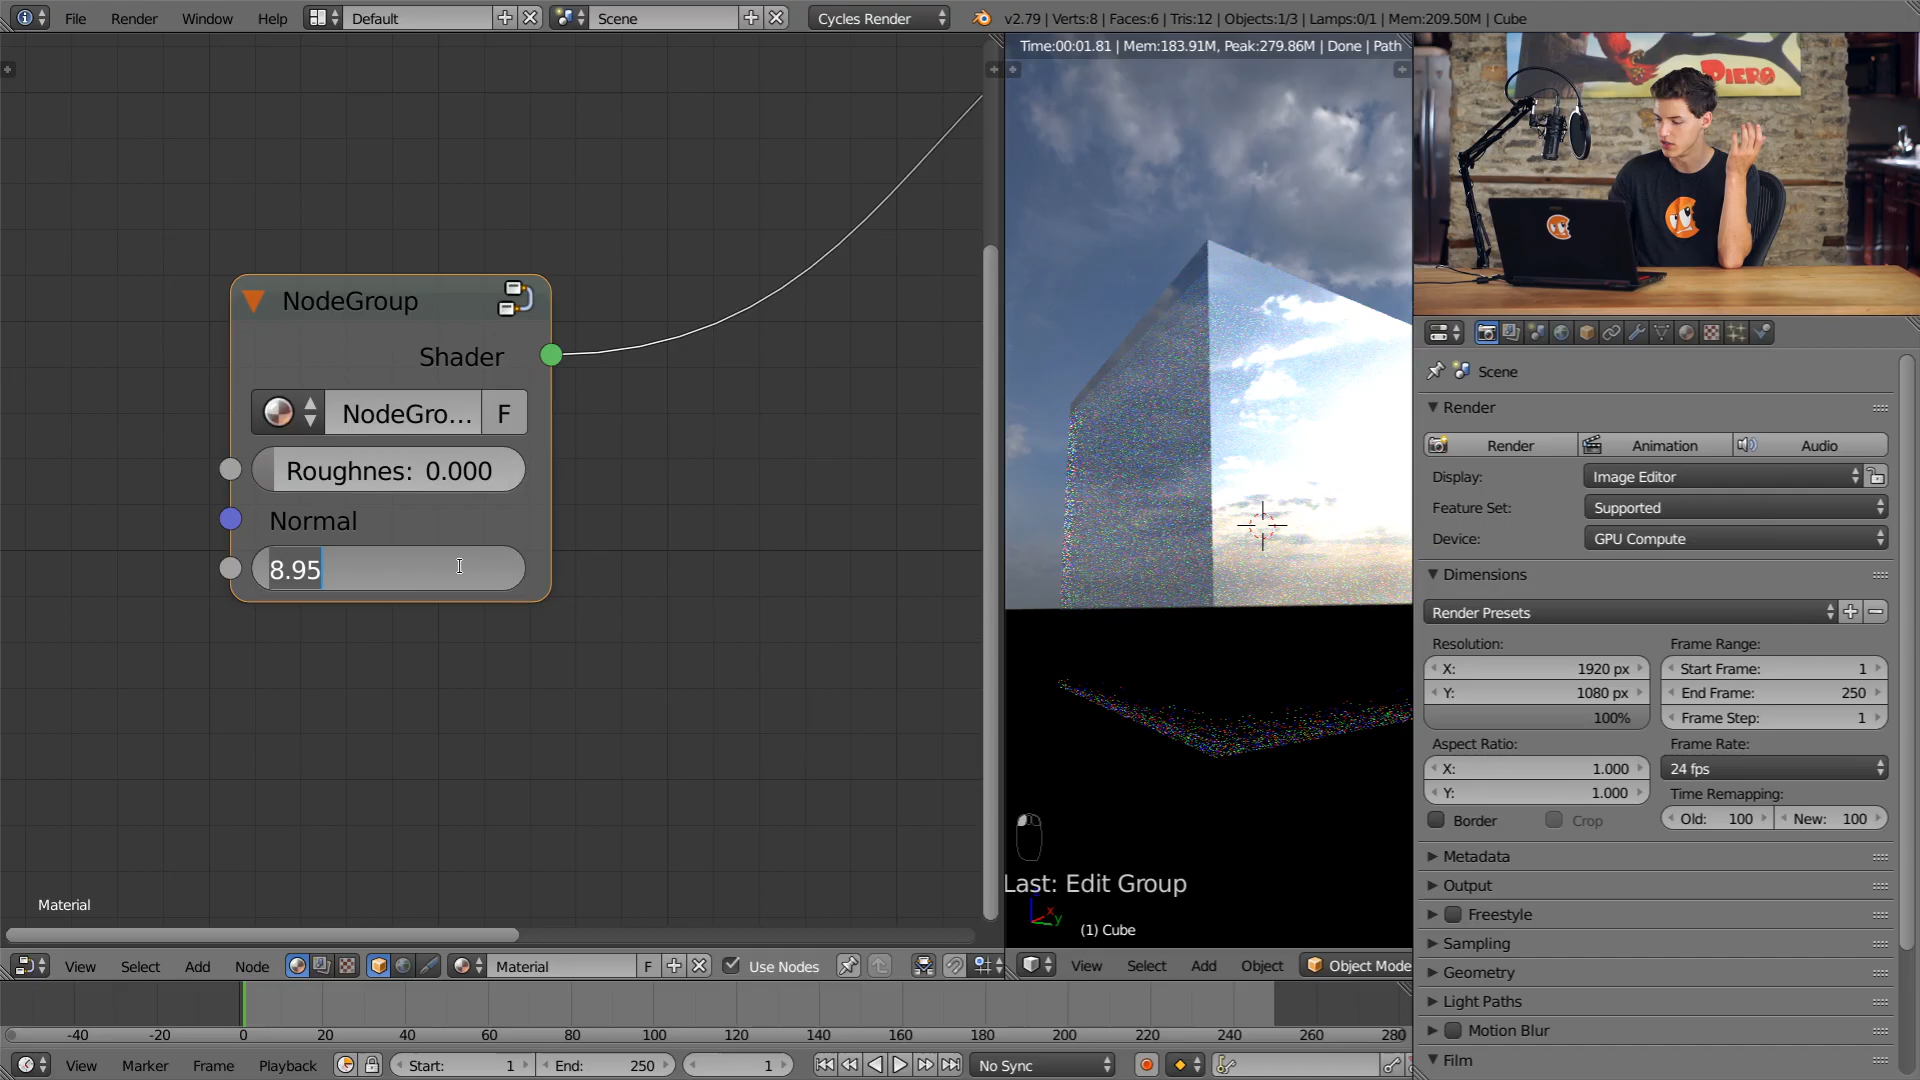 File Render Window Help Default Scene Cycles Render v2.79 | Verts:8 | Faces:6 | Tris:12 | Objects:1/3 | Lamps:0/1 | Mem:209.50M | Cube
Time:00:01.81 | Mem:183.91M, Peak:279.86M | Done | Path
PIERO
NodeGroup
Shader
NodeGro... F
Roughnes: 0.000
Normal
8.95
Material
Last: Edit Group
(1) Cube
Scene
Render
Render Animation Audio
Display: Image Editor
Feature Set: Supported
Device: GPU Compute
Dimensions
Render Presets
Resolution: Frame Range:
X: 1920 px Start Frame: 1
Y: 1080 px End Frame: 250
100% Frame Step: 1
Aspect Ratio: Frame Rate:
X: 1.000 24 fps
Y: 1.000 Time Remapping:
Border Crop Old: 100 New: 100
Metadata
Output
Freestyle
Sampling
Geometry
Light Paths
Motion Blur
Film
View Select Add Node Material F Use Nodes
View Select Add Object Object Mode
-40 -20 0 20 40 60 80 100 120 140 160 180 200 220 240 260 280
View Marker Frame Playback Start: 1 End: 250 1 No Sync
x y